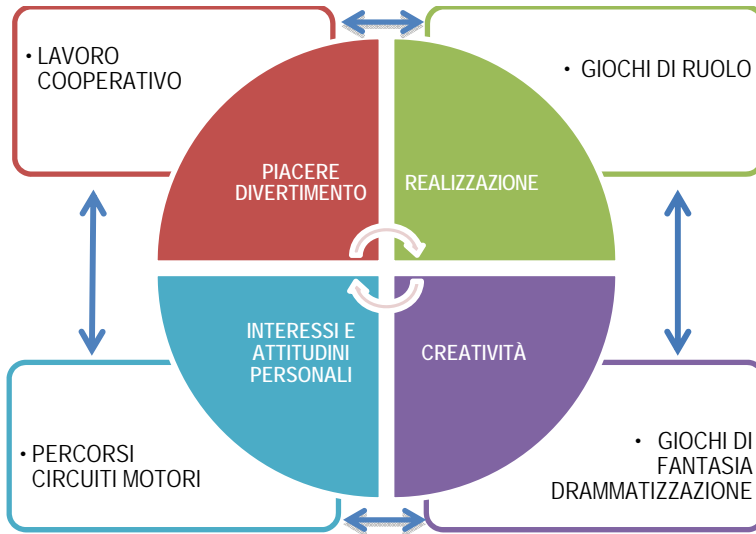 • LAVORO
COOPERATIVO
• GIOCHI DI RUOLO
PIACERE
DIVERTIMENTO
REALIZZAZIONE
INTERESSI E
ATTITUDINI
PERSONALI
CREATIVITÀ
• PERCORSI
CIRCUITI MOTORI
• GIOCHI DI
FANTASIA
DRAMMATIZZAZIONE